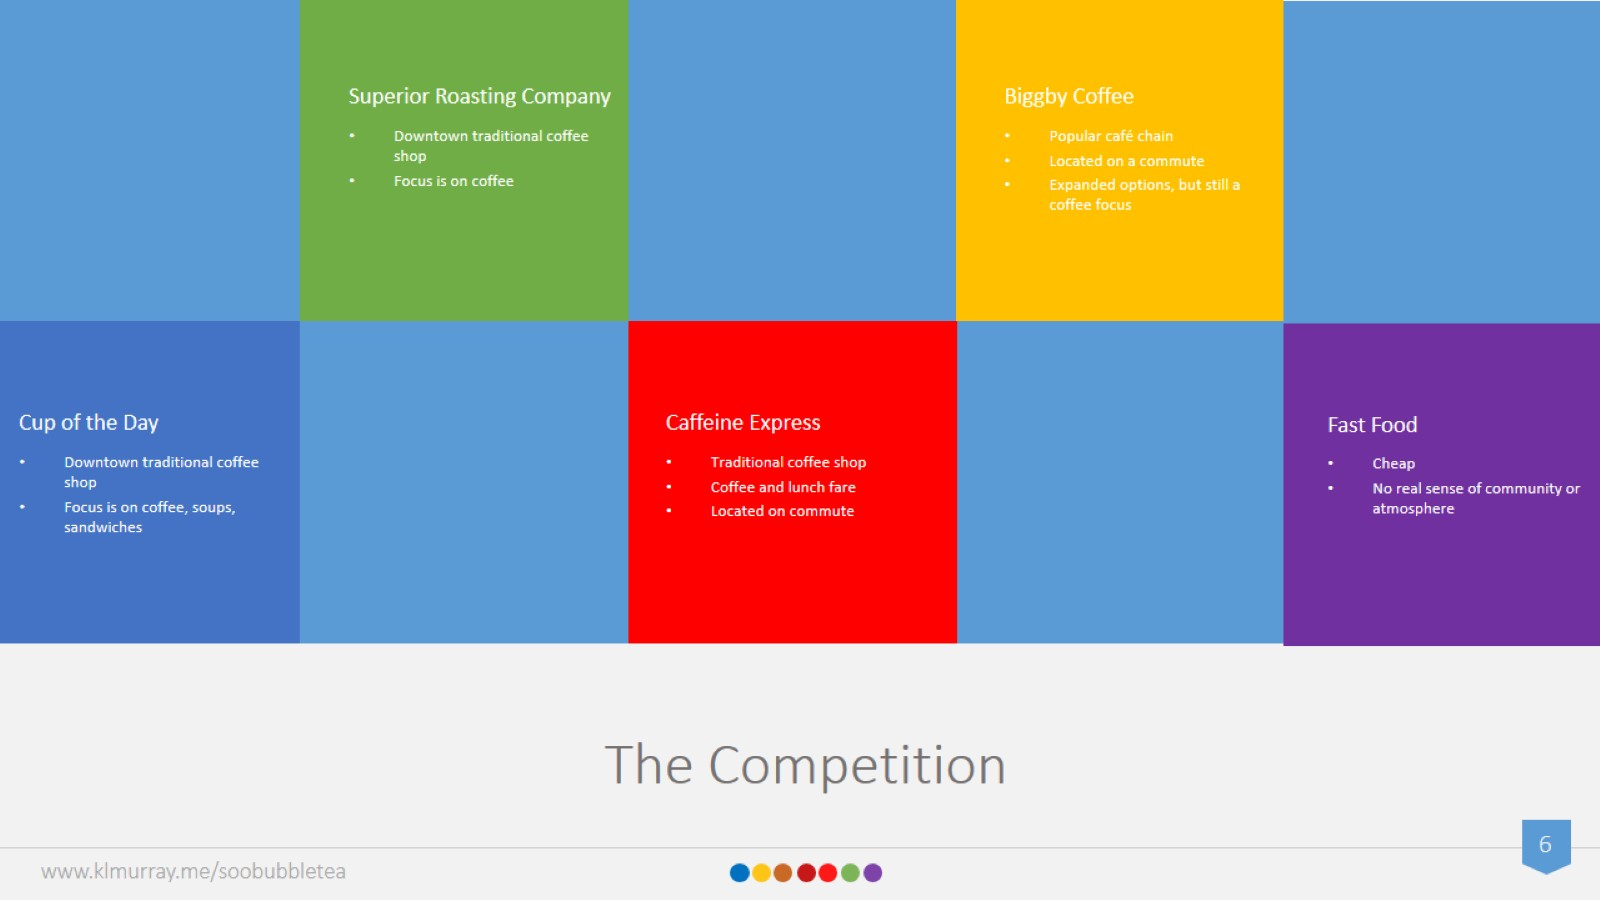 Superior Roasting Company
• Downtown traditional coffee
shop
• Focus is on coffee
Biggby Coffee
• Popular café chain
• Located on a commute
• Expanded options, but still a
coffee focus
Cup of the Day
• Downtown traditional coffee
shop
• Focus is on coffee, soups,
sandwiches
Caffeine Express
• Traditional coffee shop
• Coffee and lunch fare
• Located on commute
Fast Food
• Cheap
• No real sense of community or
atmosphere
The Competition
6
www.klmurray.me/soobubbletea